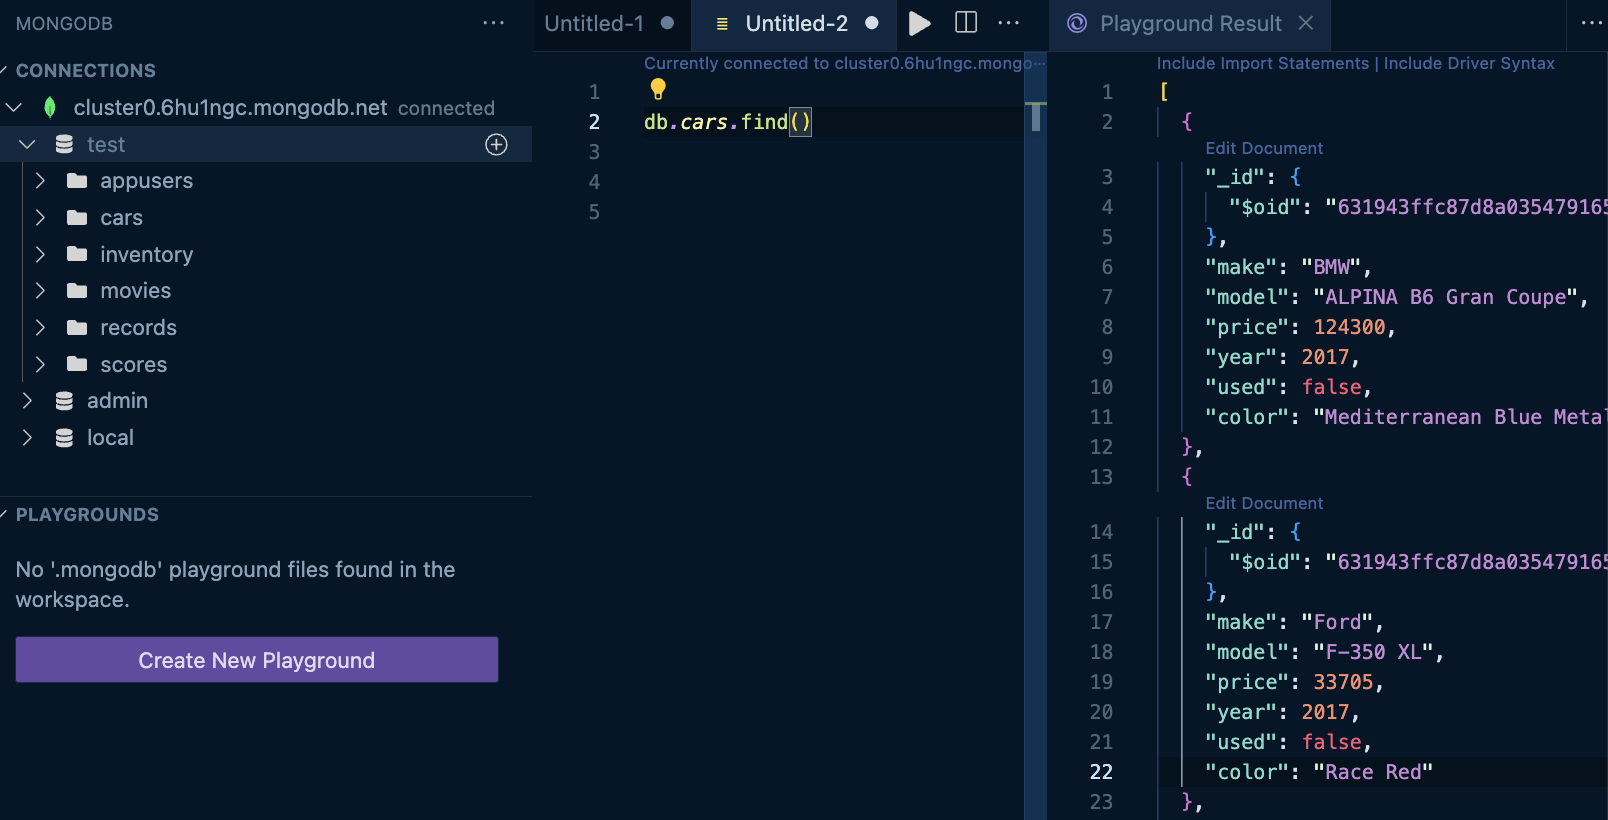 MONGODB
CONNECTIONS
cluster0.6hu1ngc.mongodb.net connected
test
appusers
cars
inventory
movies
records
scores
admin
local
PLAYGROUNDS
No '.mongodb' playground files found in the
workspace.
Create New Playground
Untitled-1
Untitled-2
Currently connected to cluster0.6hu1ngc.mongo…
1
2 db.cars.find()
3
4
5
Playground Result
Include Import Statements | Include Driver Syntax
1 [
2 {
Edit Document
3 "_id": {
4 "$oid": "631943ffc87d8a035479165
5 },
6 "make": "BMW",
7 "model": "ALPINA B6 Gran Coupe",
8 "price": 124300,
9 "year": 2017,
10 "used": false,
11 "color": "Mediterranean Blue Metal
12 },
13 {
Edit Document
14 "_id": {
15 "$oid": "631943ffc87d8a035479165
16 },
17 "make": "Ford",
18 "model": "F-350 XL",
19 "price": 33705,
20 "year": 2017,
21 "used": false,
22 "color": "Race Red"
23 },